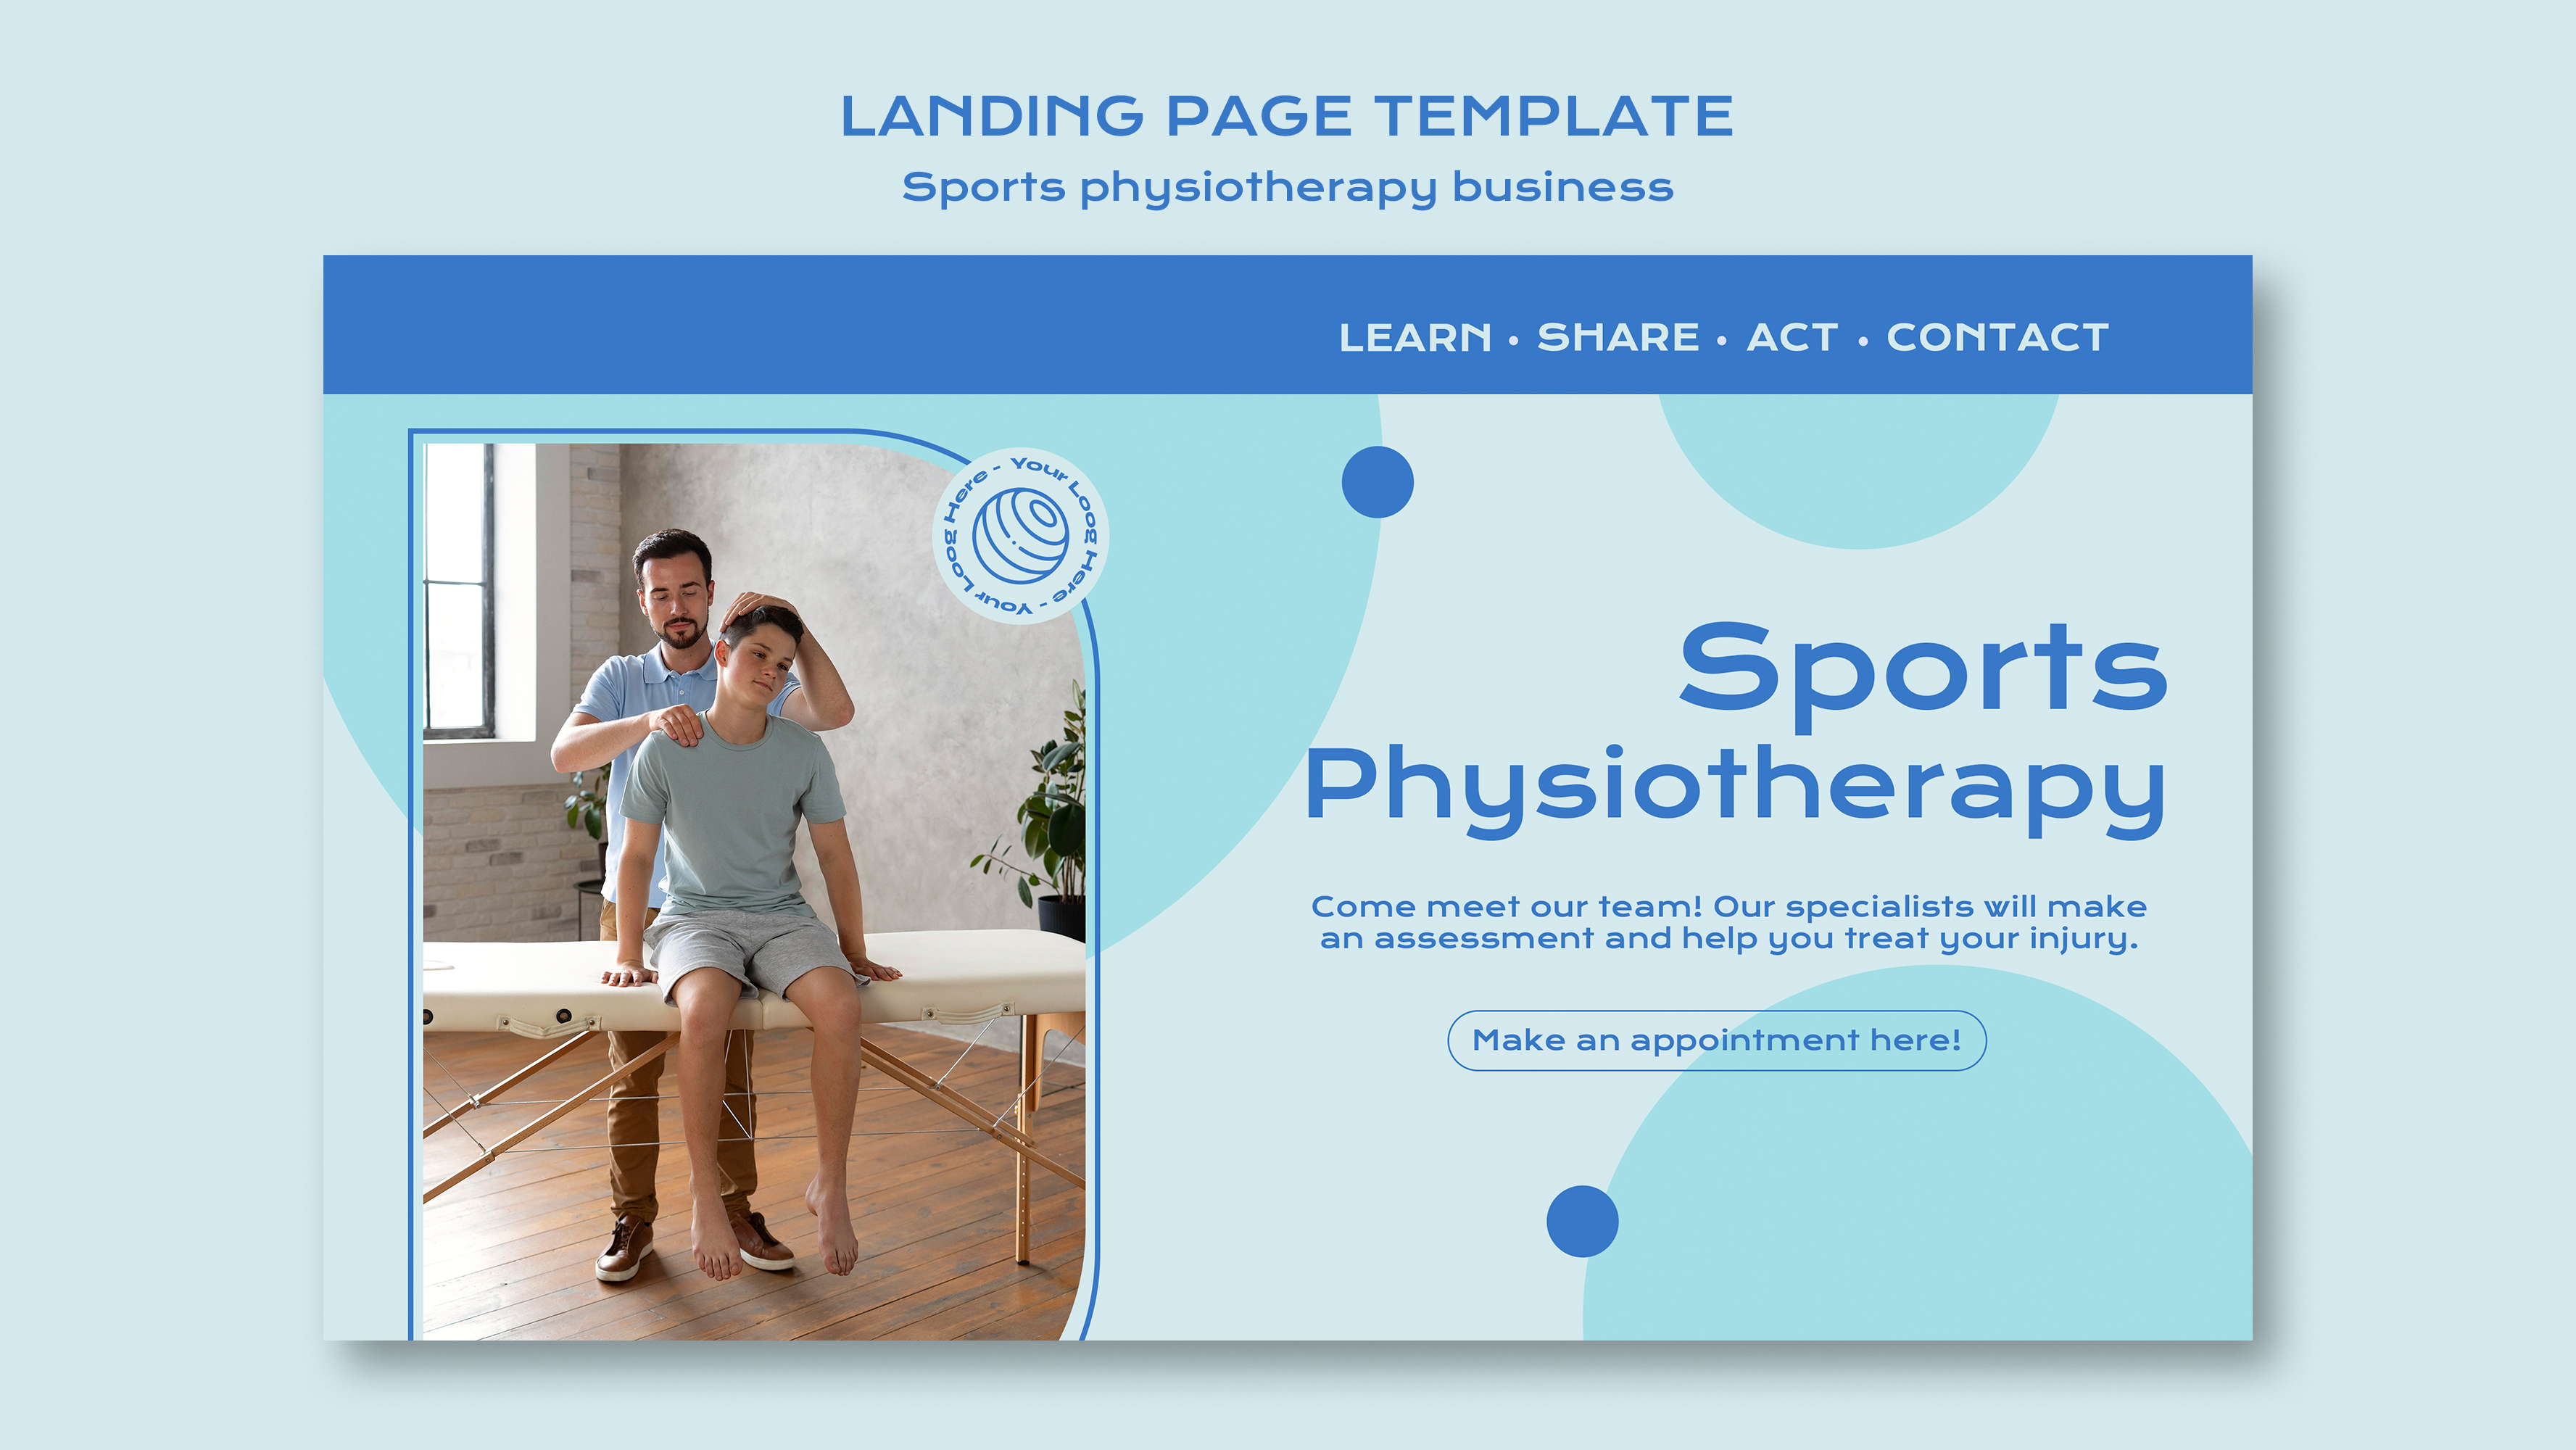 LANDING PAGE TEMPLATE
Sports physiotherapy business
LEARN • SHARE • ACT • CONTACT
Your Loog Here - Your Loog Here -
Sports
Physiotherapy
Come meet our team! Our specialists will make
an assessment and help you treat your injury.
Make an appointment here!